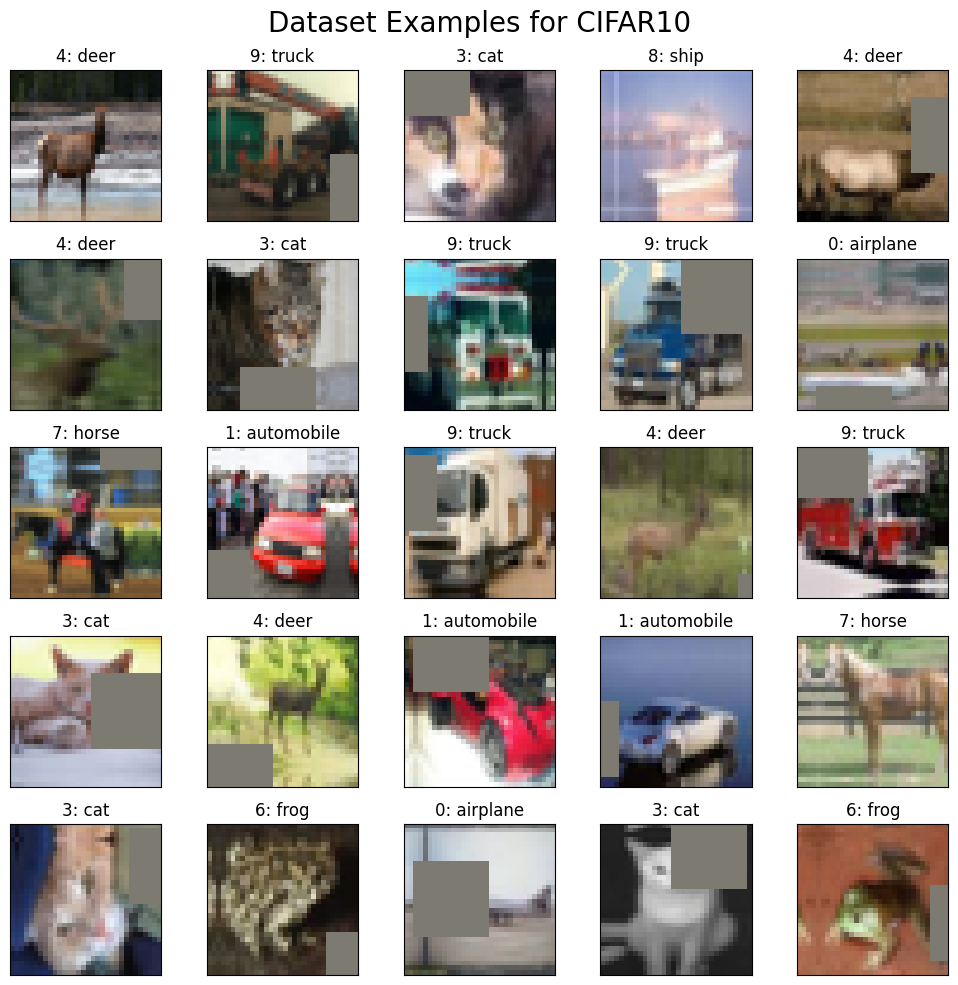 Dataset Examples for CIFAR10
4: deer
9: truck
3: cat
8: ship
4: deer
4: deer
3: cat
9: truck
9: truck
0: airplane
7: horse
1: automobile
9: truck
4: deer
9: truck
3: cat
4: deer
1: automobile
1: automobile
7: horse
3: cat
6: frog
0: airplane
3: cat
6: frog